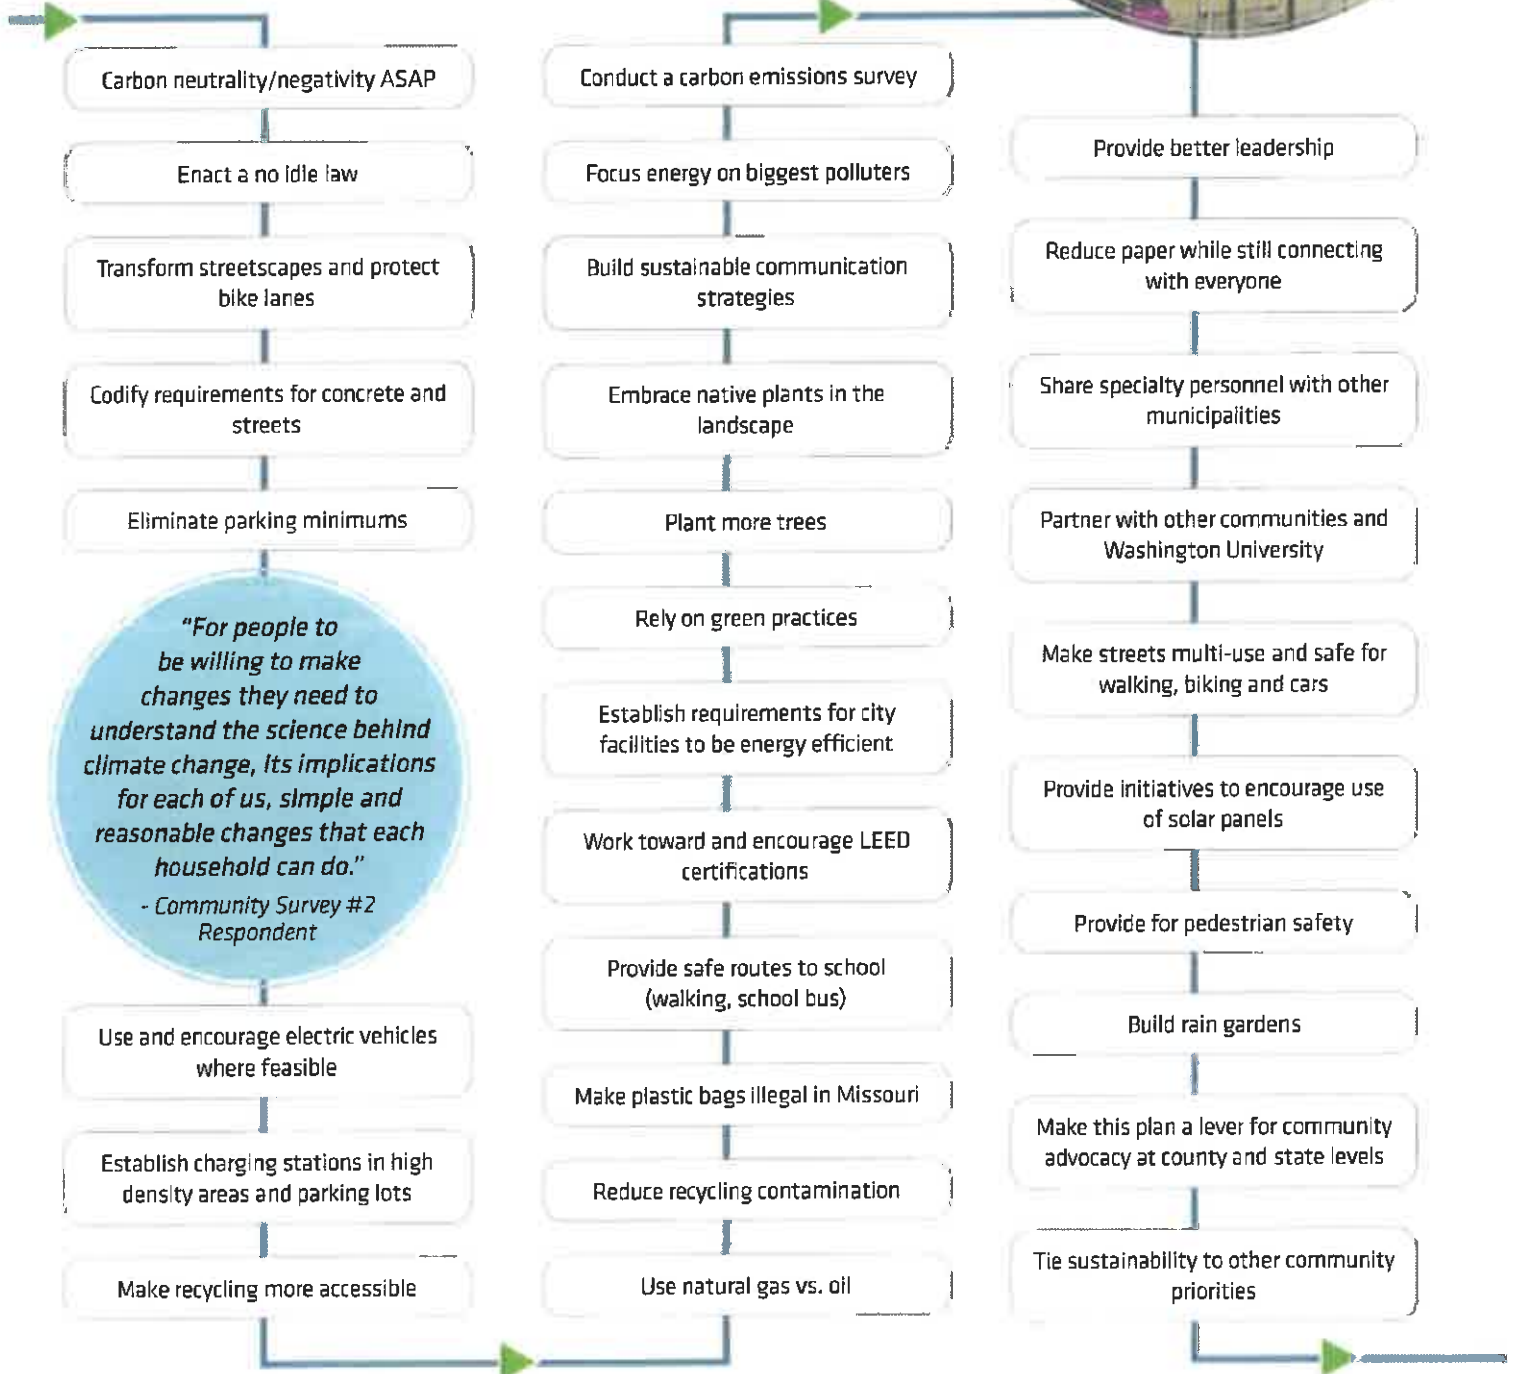 Carbon neutrality/negativity ASAP
Enact a no idle law
Transform streetscapes and protect
bike lanes
Codify requirements for concrete and
streets
Eliminate parking minimums
"For people to
be willing to make
changes they need to
understand the science behind
climate change, its implications
for each of us, simple and
reasonable changes that each
household can do."
- Community Survey #2
Respondent
Use and encourage electric vehicles
where feasible
Establish charging stations in high
density areas and parking lots
Make recycling more accessible
Conduct a carbon emissions survey
Focus energy on biggest polluters
Build sustainable communication
strategies
Embrace native plants in the
landscape
Plant more trees
Rely on green practices
Establish requirements for city
facilities to be energy efficient
Work toward and encourage LEED
certifications
Provide safe routes to school
(walking, school bus)
Make plastic bags illegal in Missouri
Reduce recycling contamination
Use natural gas vs. oil
Provide better leadership
Reduce paper while still connecting
with everyone
Share specialty personnel with other
municipalities
Partner with other communities and
Washington University
Make streets multi-use and safe for
walking, biking and cars
Provide initiatives to encourage use
of solar panels
Provide for pedestrian safety
Build rain gardens
Make this plan a lever for community
advocacy at county and state levels
Tie sustainability to other community
priorities